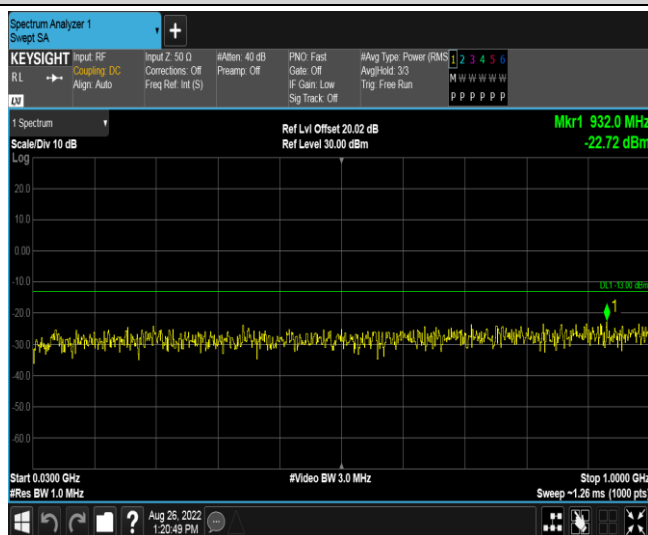 Spectrum Analyzer 1
Swept SA
+
KEYSIGHT
RL
LXI
Input: RF
Coupling: DC
Align: Auto
Input Z: 50 Ω
Corrections: Off
Freq Ref: Int (S)
#Atten: 40 dB
Preamp: Off
PNO: Fast
Gate: Off
IF Gain: Low
Sig Track: Off
#Avg Type: Power (RMS
Avg|Hold: 3/3
Trig: Free Run
1 2 3 4 5 6
M W W W W W
P P P P P P
1 Spectrum
Scale/Div 10 dB
Log
Ref Lvl Offset 20.02 dB
Ref Level 30.00 dBm
Mkr1 932.0 MHz
-22.72 dBm
20.0
10.0
0.00
-10.0
DL1 -13.00 dBm
1
-20.0
-30.0
-40.0
-50.0
-60.0
Start 0.0300 GHz
#Res BW 1.0 MHz
#Video BW 3.0 MHz
Stop 1.0000 GHz
Sweep ~1.26 ms (1000 pts)
?
Aug 26, 2022
1:20:49 PM